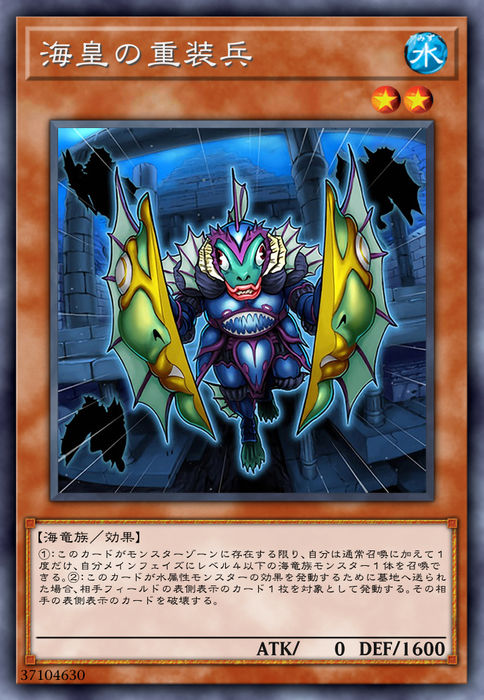 海皇の重装兵
みず
水
【海竜族／効果】
①：このカードがモンスターゾーンに存在する限り、自分は通常召喚に加えて１
度だけ、自分メインフェイズにレベル４以下の海竜族モンスター１体を召喚で
きる。②：このカードが水属性モンスターの効果を発動するために墓地へ送られ
た場合、相手フィールドの表側表示のカード１枚を対象として発動する。その相
手の表側表示のカードを破壊する。
ATK/ 0 DEF/1600
37104630